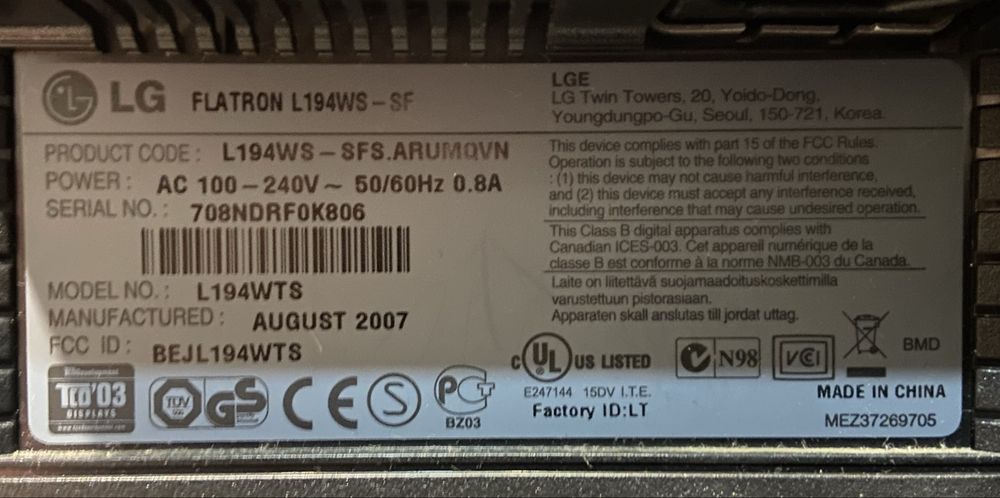 LG FLATRON L194WS-SF
PRODUCT CODE: L194WS-SFS.ARUMQVN
POWER: AC 100-240V~ 50/60Hz 0.8A
SERIAL NO.: 708NDRF0K806
MODEL NO.: L194WTS
MANUFACTURED: AUGUST 2007
FCC ID: BEJL194WTS
LGE
LG Twin Towers, 20, Yoido-Dong,
Youngdungpo-Gu, Seoul, 150-721, Korea.
This device complies with part 15 of the FCC Rules.
Operation is subject to the following two conditions
: (1) this device may not cause harmful interference,
and (2) this device must accept any interference received,
including interference that may cause undesired operation.
This Class B digital apparatus complies with
Canadian ICES-003. Cet appareil numérique de la
classe B est conforme à la norme NMB-003 du Canada.
Laite on liitettävä suojamaadoituskoskettimilla
varustettuun pistorasiaan.
Apparaten skall anslutas till jordat uttag.
c UL US LISTED
E247144 15DV I.T.E.
Factory ID:LT
N98
VCI
BMD
TCO'03
DISPLAYS
TÜV
GS
CE
S
PCT
BZ03
MADE IN CHINA
MEZ37269705